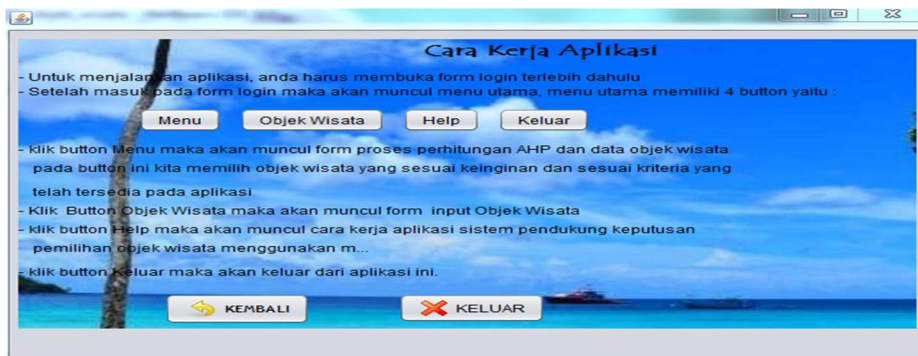 Cara Kerja Aplikasi
- Untuk menjalankan aplikasi, anda harus membuka form login terlebih dahulu
- Setelah masuk pada form login maka akan muncul menu utama, menu utama memiliki 4 button yaitu :
Menu Objek Wisata Help Keluar
- klik button Menu maka akan muncul form proses perhitungan AHP dan data objek wisata
pada button ini kita memilih objek wisata yang sesuai keinginan dan sesuai kriteria yang
telah tersedia pada aplikasi
- Klik Button Objek Wisata maka akan muncul form input Objek Wisata
- klik button Help maka akan muncul cara kerja aplikasi sistem pendukung keputusan
pemilihan objek wisata menggunakan m...
- klik button Keluar maka akan keluar dari aplikasi ini.
KEMBALI KELUAR